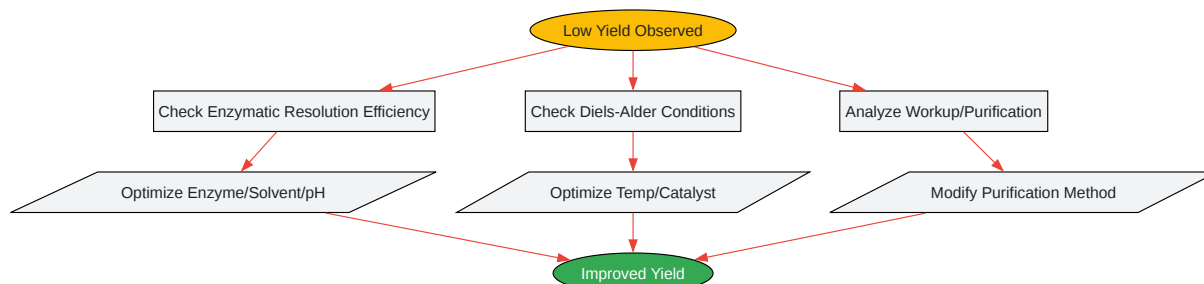 Low Yield Observed
Check Enzymatic Resolution Efficiency
Check Diels-Alder Conditions
Analyze Workup/Purification
Optimize Enzyme/Solvent/pH
Optimize Temp/Catalyst
Modify Purification Method
Improved Yield